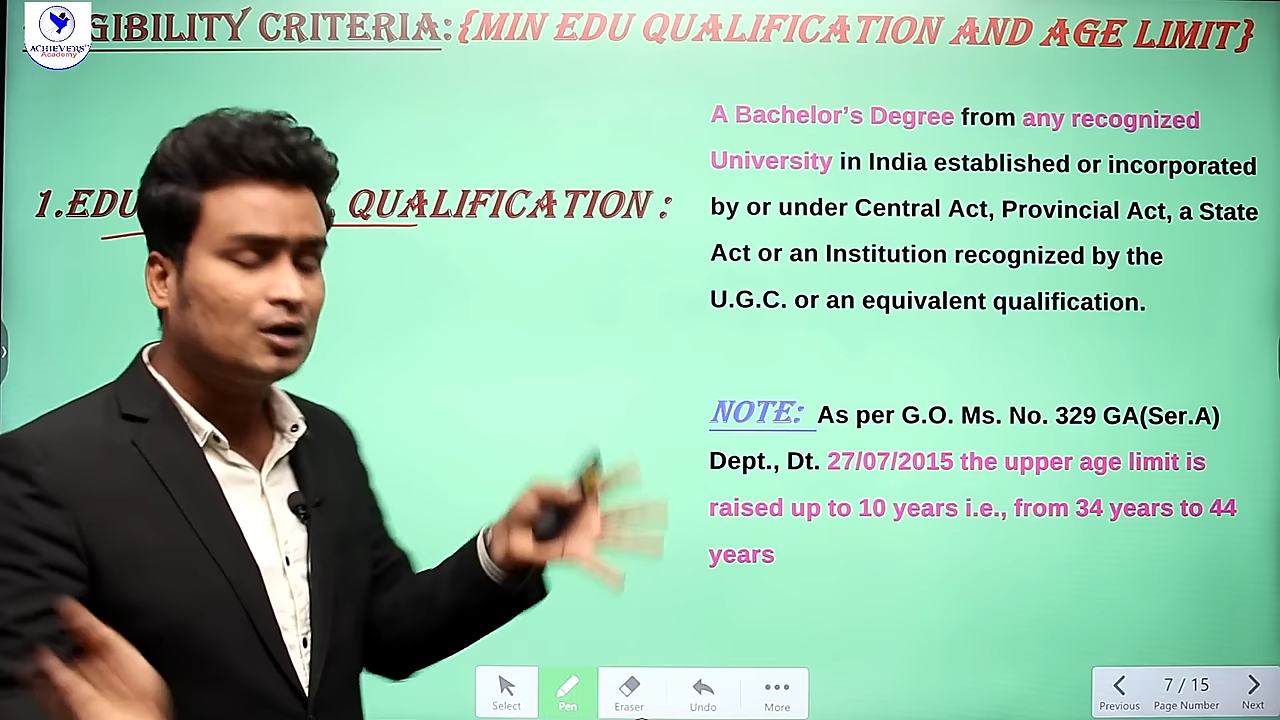 ACHIEVERS'
Academy
GIBILITY CRITERIA:{MIN EDU QUALIFICATION AND AGE LIMIT}
1.EDU QUALIFICATION :
A Bachelor’s Degree from any recognized
University in India established or incorporated
by or under Central Act, Provincial Act, a State
Act or an Institution recognized by the
U.G.C. or an equivalent qualification.
NOTE: As per G.O. Ms. No. 329 GA(Ser.A)
Dept., Dt. 27/07/2015 the upper age limit is
raised up to 10 years i.e., from 34 years to 44
years
Select Pen Eraser Undo More
7 / 15
Previous Page Number Next